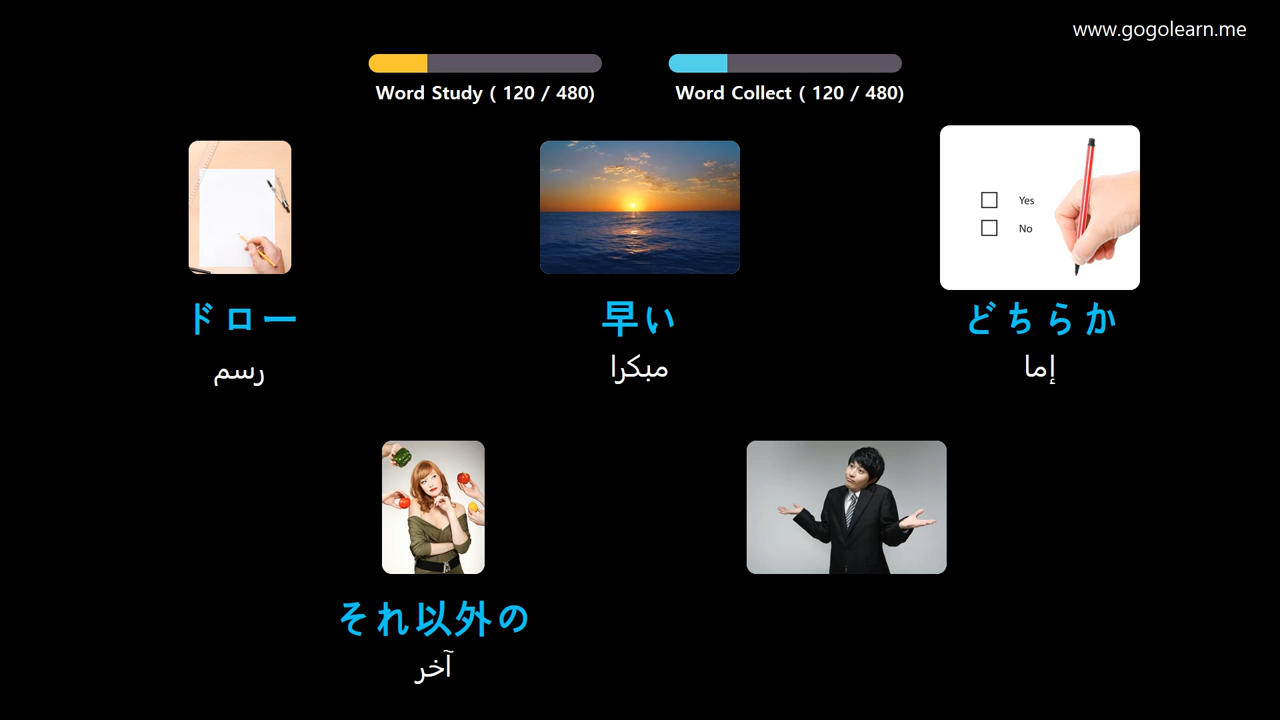 www.gogolearn.me
Word Study ( 120 / 480)
Word Collect ( 120 / 480)
Yes
No
ドロー
早い
どちらか
رسم
مبكرا
إما
それ以外の
آخر